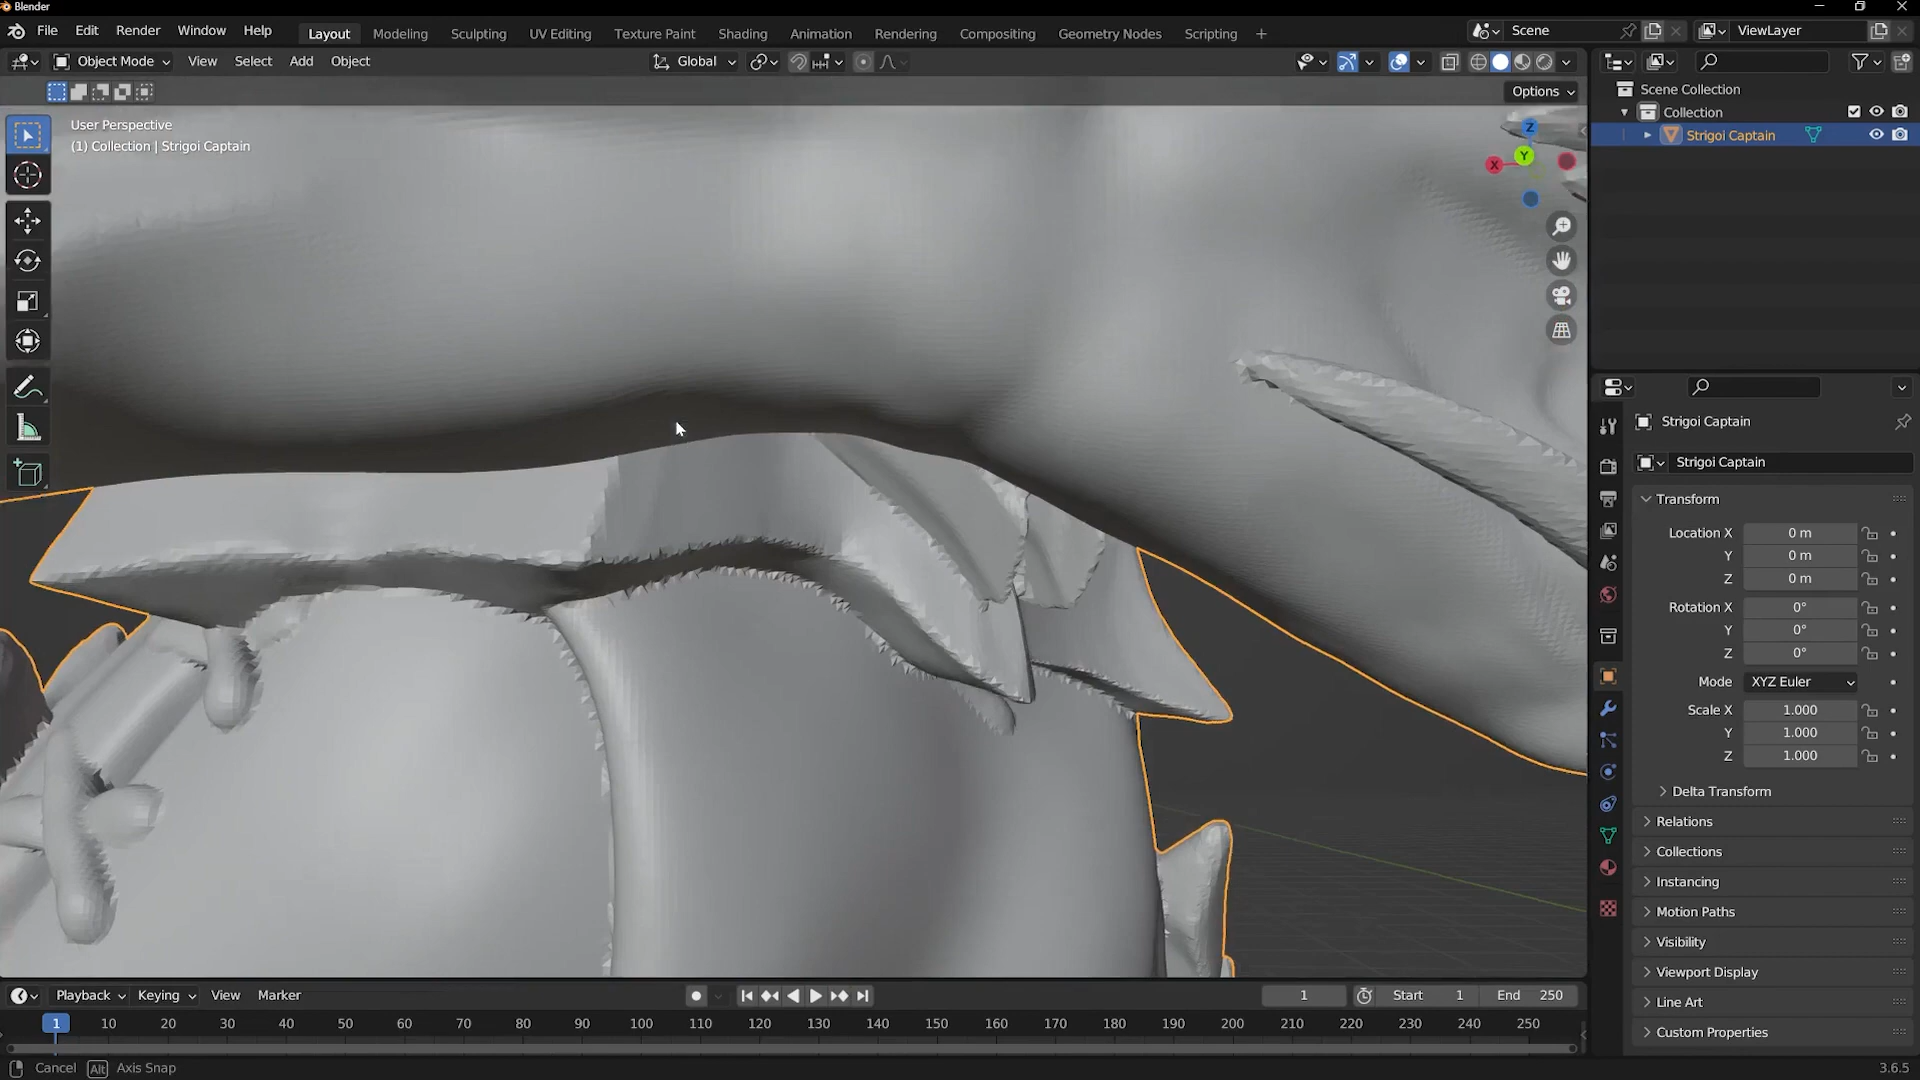 Blender
File Edit Render Window Help
Layout Modeling Sculpting UV Editing Texture Paint Shading Animation Rendering Compositing Geometry Nodes Scripting +
Scene
ViewLayer
Object Mode View Select Add Object
Global
Options
User Perspective
(1) Collection | Strigoi Captain
Z
Y
X
Scene Collection
Collection
Strigoi Captain
Strigoi Captain
Strigoi Captain
Transform
Location X 0 m
Y 0 m
Z 0 m
Rotation X 0°
Y 0°
Z 0°
Mode XYZ Euler
Scale X 1.000
Y 1.000
Z 1.000
Delta Transform
Relations
Collections
Instancing
Motion Paths
Visibility
Viewport Display
Line Art
Custom Properties
Playback Keying View Marker
1
Start 1
End 250
1 10 20 30 40 50 60 70 80 90 100 110 120 130 140 150 160 170 180 190 200 210 220 230 240 250
Cancel Alt Axis Snap
3.6.5